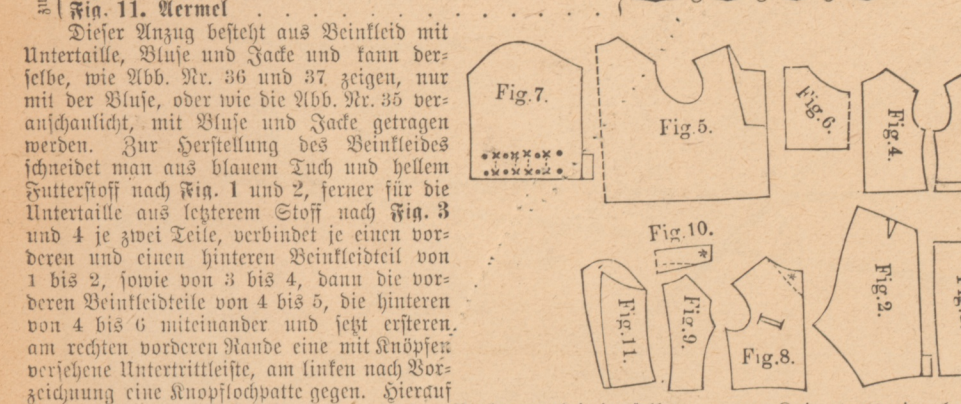 Fig. 11. Aermel . . . . . . . . . .
Dieser Anzug besteht aus Beinkleid mit
Untertaille, Bluse und Jacke und kann der=
selbe, wie Abb. Nr. 36 und 37 zeigen, nur
mit der Bluse, oder wie die Abb. Nr. 35 ver=
anschaulicht, mit Bluse und Jacke getragen
werden. Zur Herstellung des Beinkleides
schneidet man aus blauem Tuch und hellem
Futterstoff nach Fig. 1 und 2, ferner für die
Untertaille aus letzterem Stoff nach Fig. 3
und 4 je zwei Teile, verbindet je einen vor=
deren und einen hinteren Beinkleidteil von
1 bis 2, sowie von 3 bis 4, dann die vor=
deren Beinkleidteile von 4 bis 5, die hinteren
von 4 bis 6 miteinander und setzt ersteren
am rechten vorderen Rande eine mit Knöpfen
versehene Untertrittleiste, am linken nach Vor=
zeichnung eine Knopflochpatte gegen. Hierauf
Fig.7.
Fig.5.
Fig.6.
Fig.4.
Fig.10.
Fig.11.
Fig.9.
Fig.8.
Fig.2.